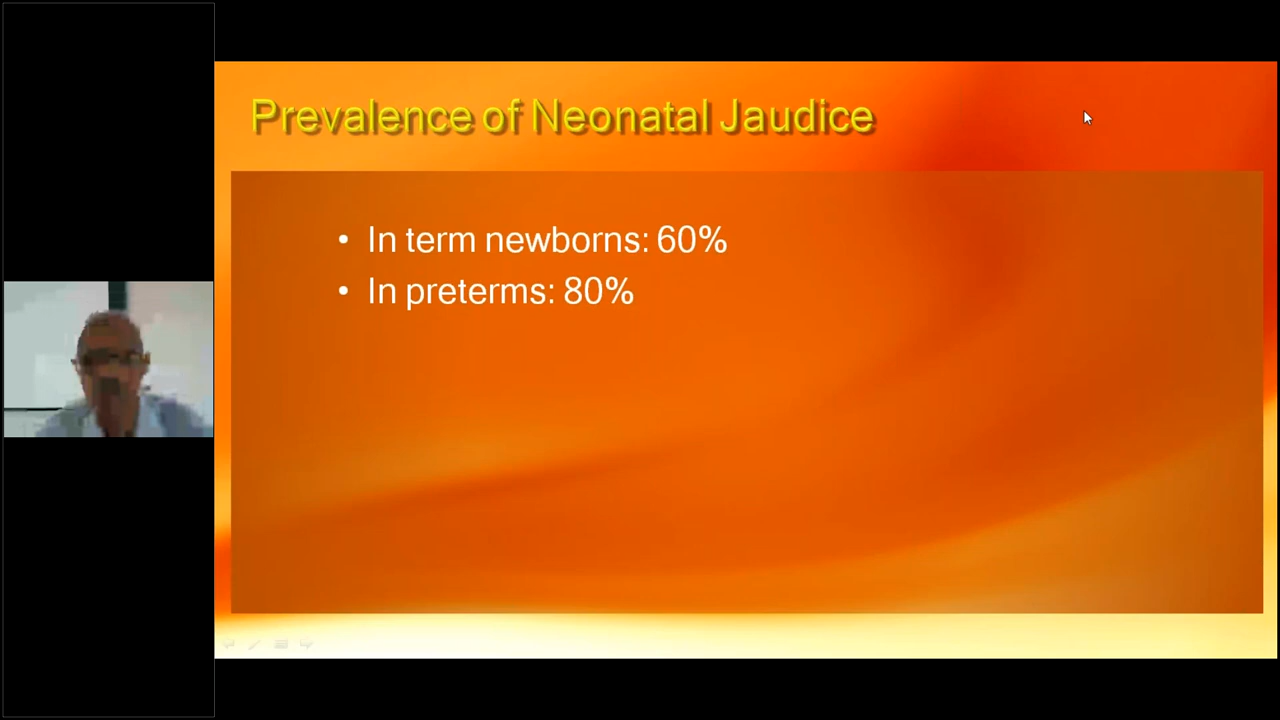 Prevalence of Neonatal Jaudice
• In term newborns: 60%
• In preterms: 80%